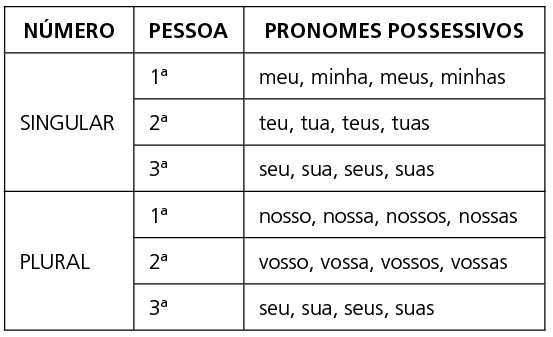 NÚMERO PESSOA PRONOMES POSSESSIVOS
SINGULAR
1ª meu, minha, meus, minhas
2ª teu, tua, teus, tuas
3ª seu, sua, seus, suas
PLURAL
1ª nosso, nossa, nossos, nossas
2ª vosso, vossa, vossos, vossas
3ª seu, sua, seus, suas